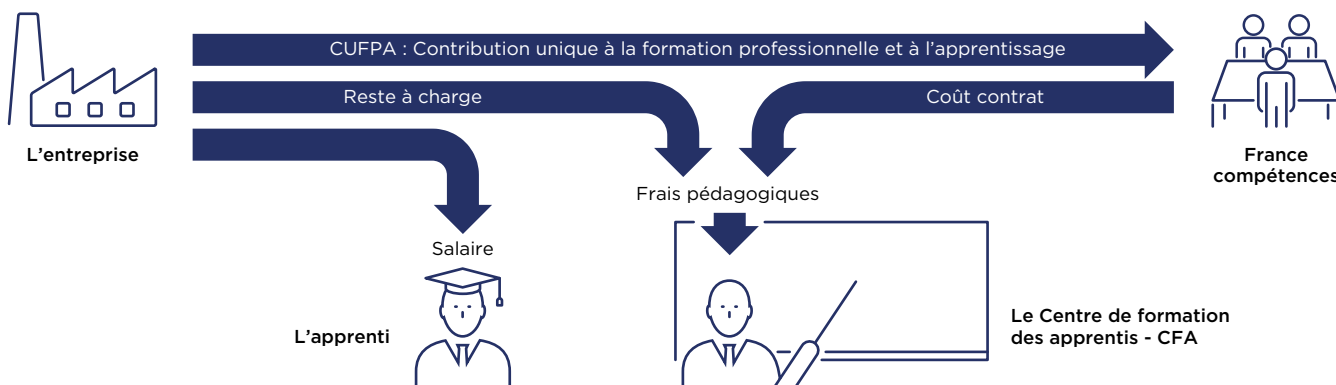 CUFPA : Contribution unique à la formation professionnelle et à l'apprentissage
Reste à charge
Coût contrat
L'entreprise
France
compétences
Frais pédagogiques
Salaire
L'apprenti
Le Centre de formation
des apprentis - CFA